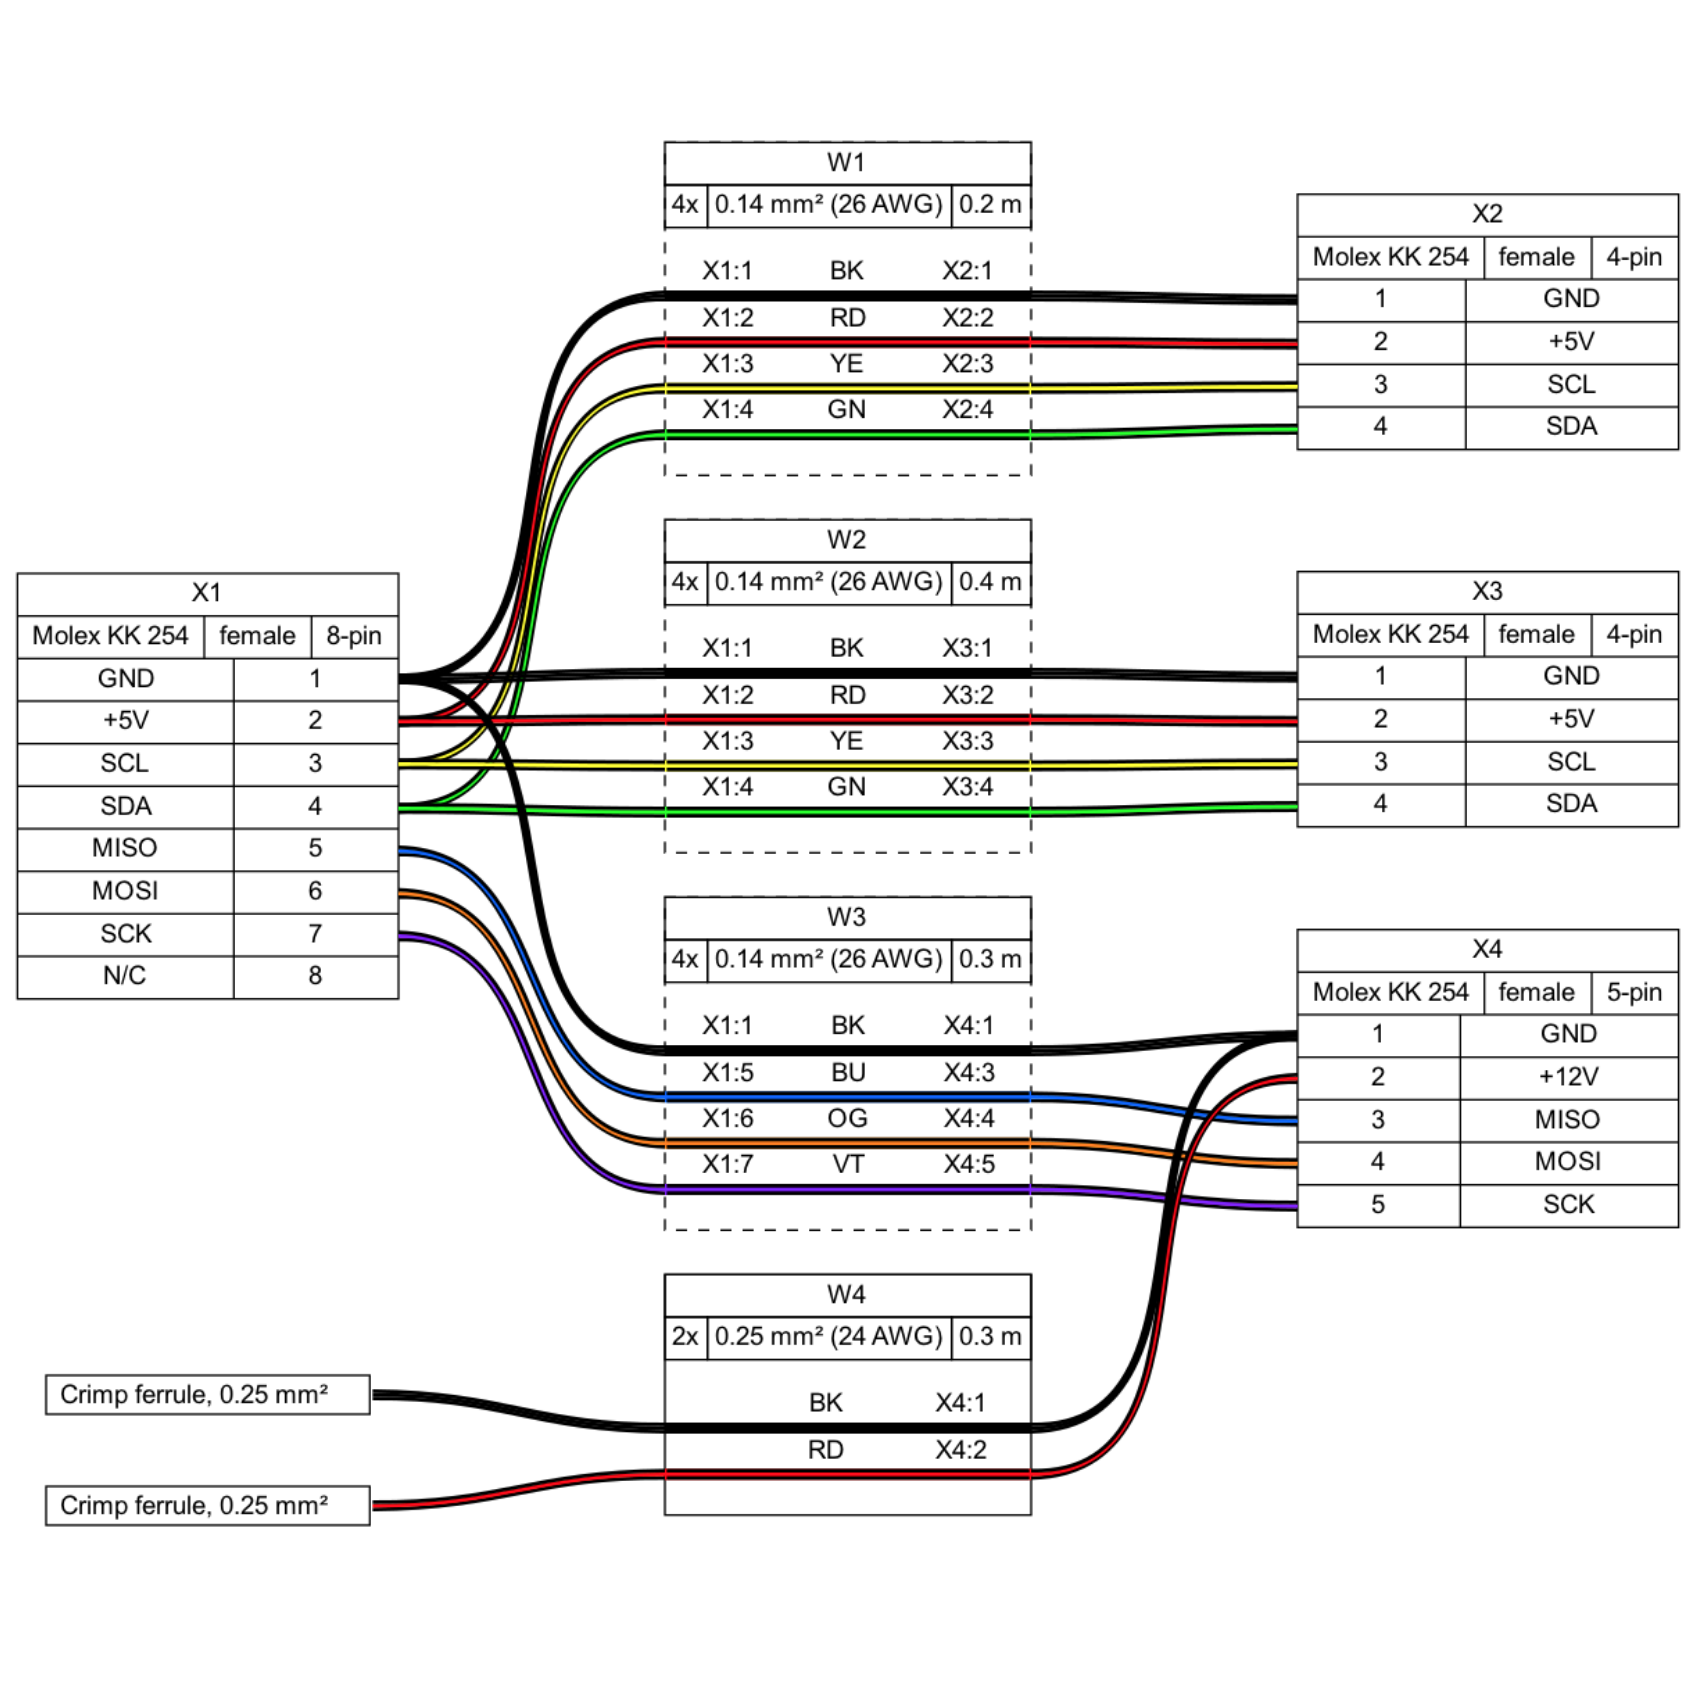 W1
4x 0.14 mm² (26 AWG) 0.2 m
X1:1 BK X2:1
X1:2 RD X2:2
X1:3 YE X2:3
X1:4 GN X2:4
X2
Molex KK 254 female 4-pin
1 GND
2 +5V
3 SCL
4 SDA
X1
Molex KK 254 female 8-pin
GND 1
+5V 2
SCL 3
SDA 4
MISO 5
MOSI 6
SCK 7
N/C 8
W2
4x 0.14 mm² (26 AWG) 0.4 m
X1:1 BK X3:1
X1:2 RD X3:2
X1:3 YE X3:3
X1:4 GN X3:4
X3
Molex KK 254 female 4-pin
1 GND
2 +5V
3 SCL
4 SDA
W3
4x 0.14 mm² (26 AWG) 0.3 m
X1:1 BK X4:1
X1:5 BU X4:3
X1:6 OG X4:4
X1:7 VT X4:5
X4
Molex KK 254 female 5-pin
1 GND
2 +12V
3 MISO
4 MOSI
5 SCK
W4
2x 0.25 mm² (24 AWG) 0.3 m
BK X4:1
RD X4:2
Crimp ferrule, 0.25 mm²
Crimp ferrule, 0.25 mm²